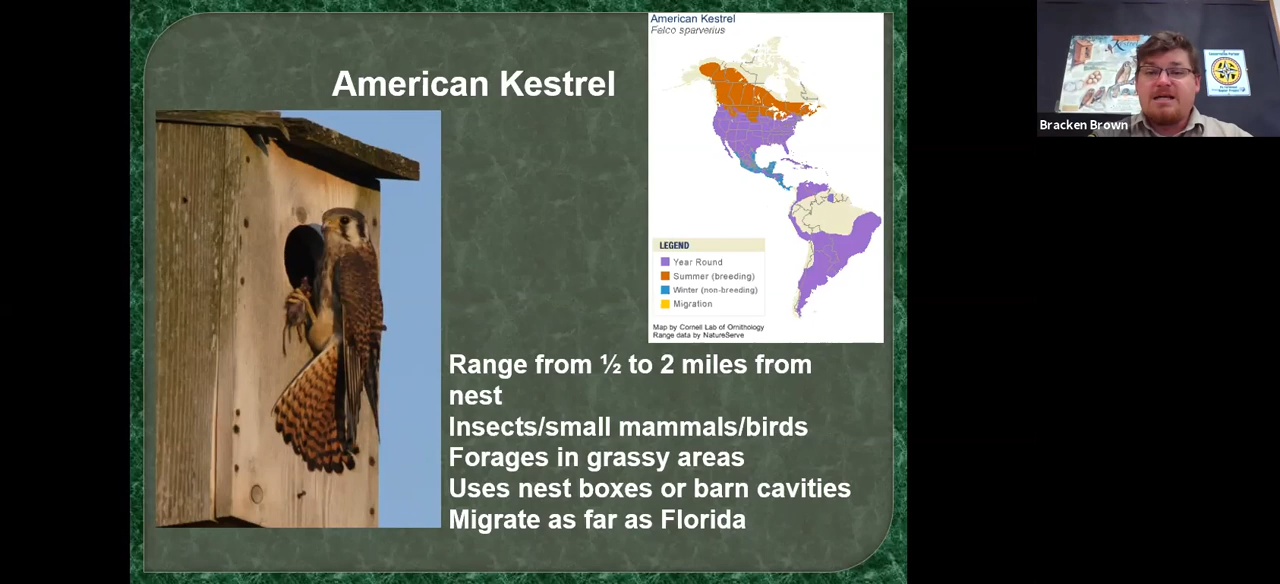 American Kestrel
American Kestrel
Falco sparverius
LEGEND
Year Round
Summer (breeding)
Winter (non-breeding)
Migration
Map by Cornell Lab of Ornithology
Range data by NatureServe
Range from ½ to 2 miles from
nest
Insects/small mammals/birds
Forages in grassy areas
Uses nest boxes or barn cavities
Migrate as far as Florida
Kestrel
Bracken Brown